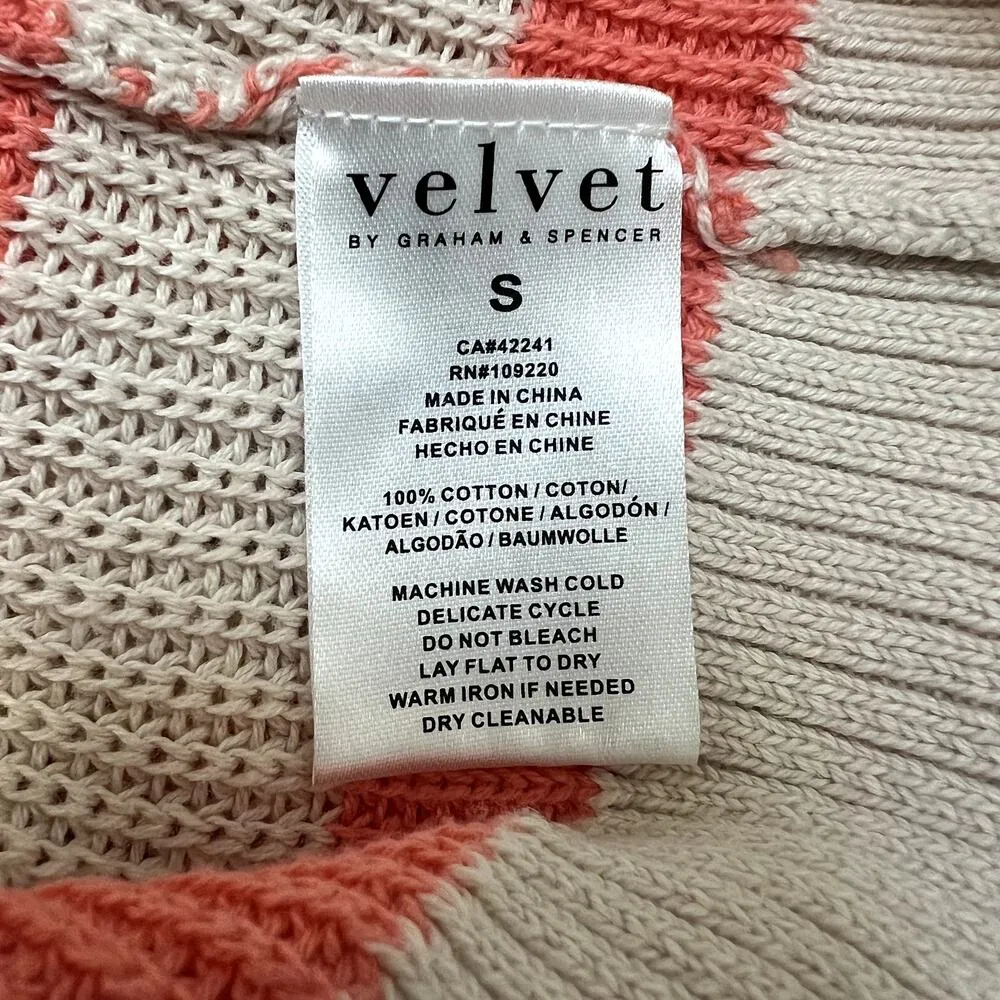 velvet
BY GRAHAM & SPENCER
S
CA#42241
RN#109220
MADE IN CHINA
FABRIQUÉ EN CHINE
HECHO EN CHINE
100% COTTON / COTON/
KATOEN / COTONE / ALGODÓN /
ALGODÃO / BAUMWOLLE
MACHINE WASH COLD
DELICATE CYCLE
DO NOT BLEACH
LAY FLAT TO DRY
WARM IRON IF NEEDED
DRY CLEANABLE